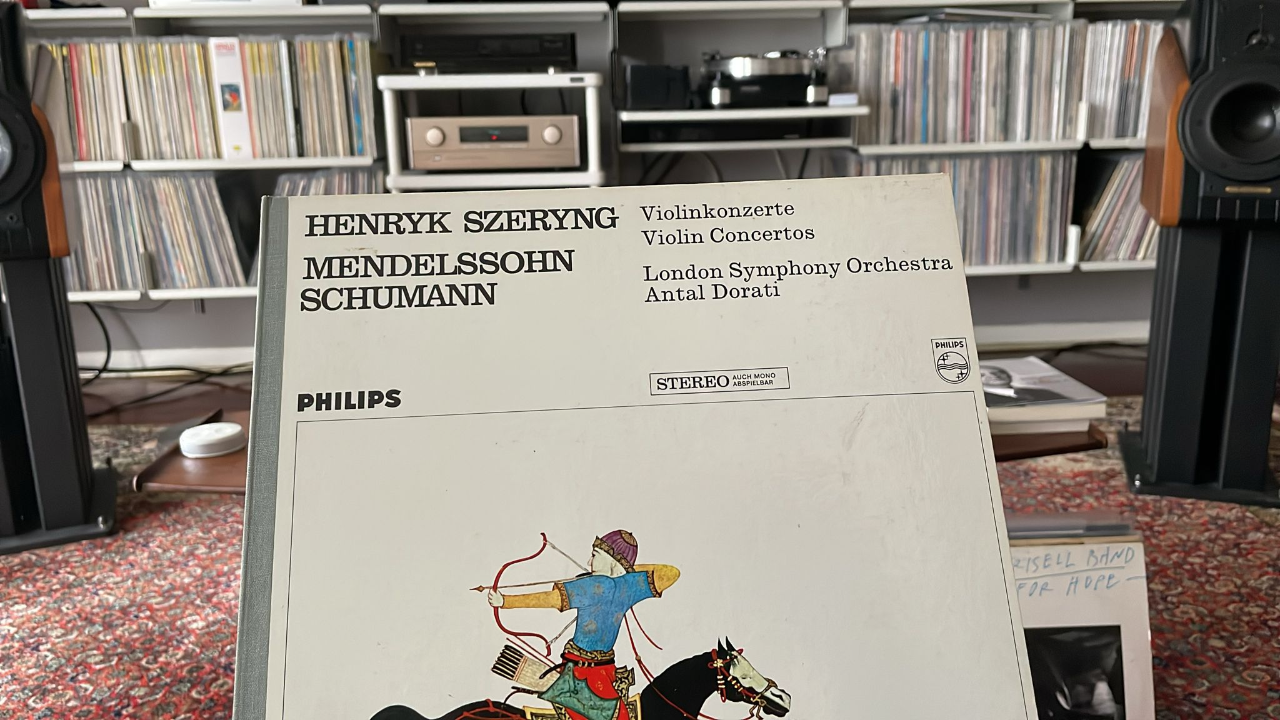 HENRYK SZERYNG
MENDELSSOHN
SCHUMANN
Violinkonzerte
Violin Concertos
London Symphony Orchestra
Antal Dorati
PHILIPS
STEREO AUCH MONO
ABSPIELBAR
PHILIPS
BAND
FOR HOPE